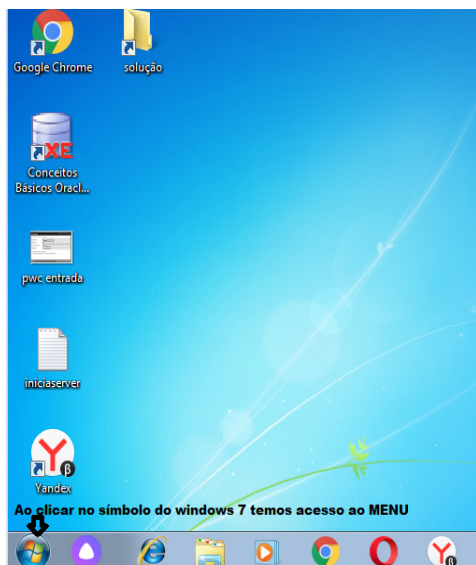 Google Chrome
solução
XE
Conceitos
Básicos Oracl...
pwc entrada
iniciaserver
β
Yandex
Ao clicar no símbolo do windows 7 temos acesso ao MENU